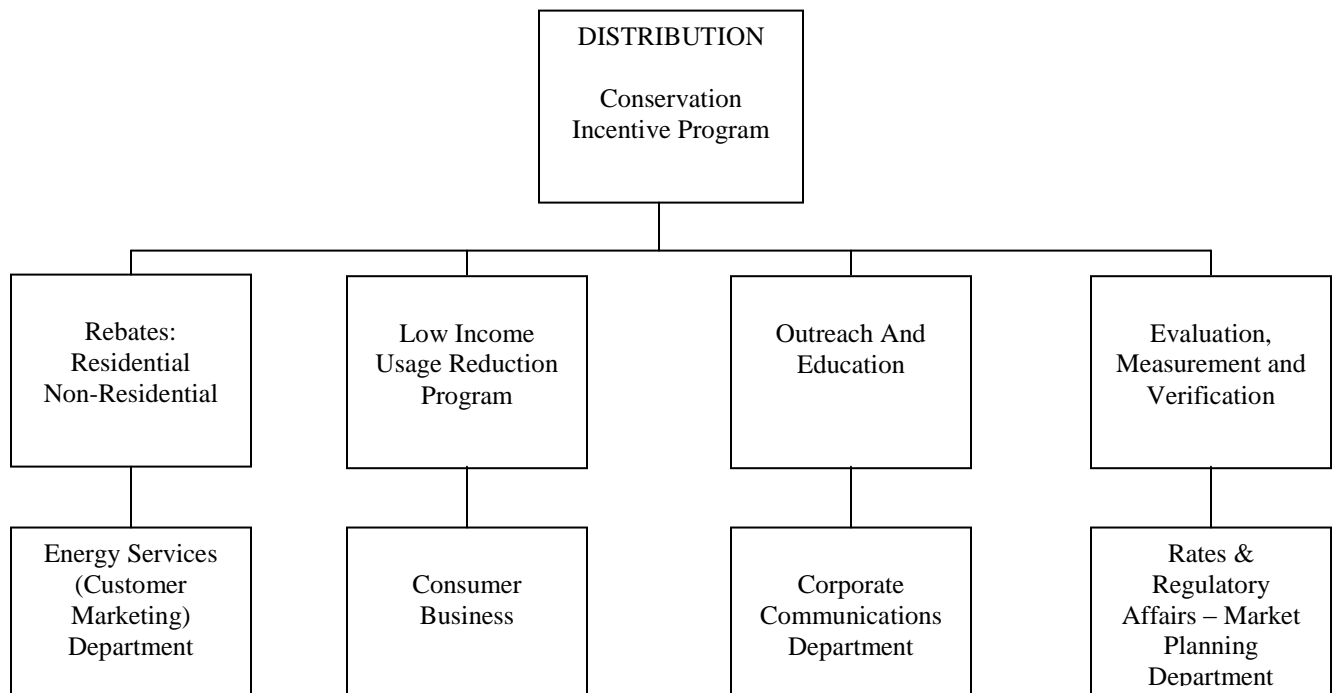 DISTRIBUTION
Conservation
Incentive Program
Rebates:
Residential
Non-Residential
Low Income
Usage Reduction
Program
Outreach And
Education
Evaluation,
Measurement and
Verification
Energy Services
(Customer
Marketing)
Department
Consumer
Business
Corporate
Communications
Department
Rates &
Regulatory
Affairs – Market
Planning
Department